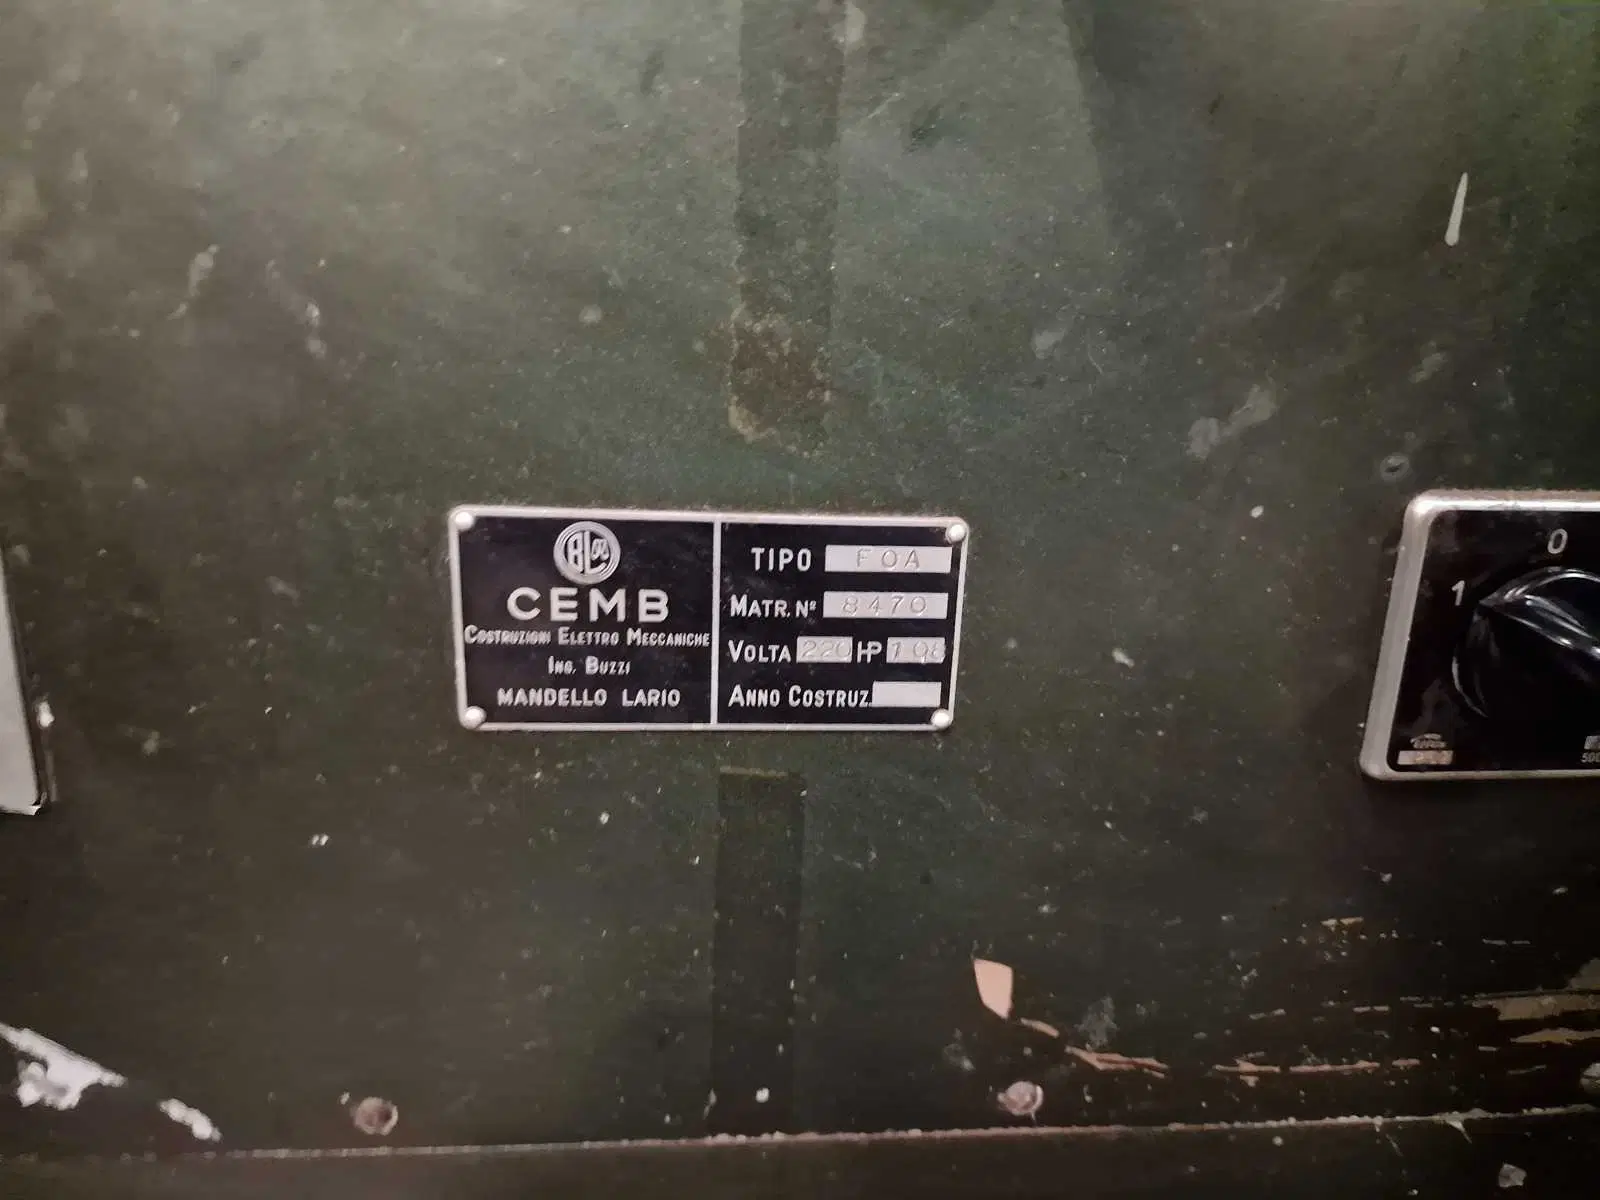 CEMB
COSTRUZIONI ELETTRO MECCANICHE
ING. BUZZI
MANDELLO LARIO
TIPO FOA
MATR. Nº 8470
VOLTA 220 HP 1 08
ANNO COSTRUZ.
0
1
500